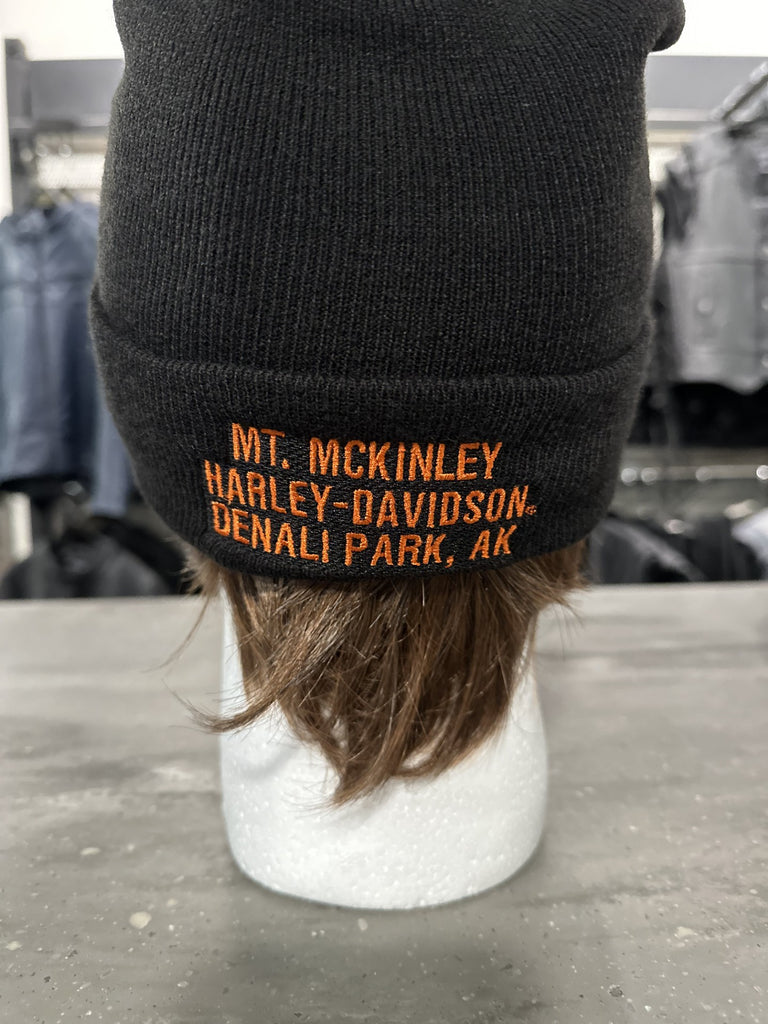 MT. MCKINLEY
HARLEY-DAVIDSON®
DENALI PARK, AK